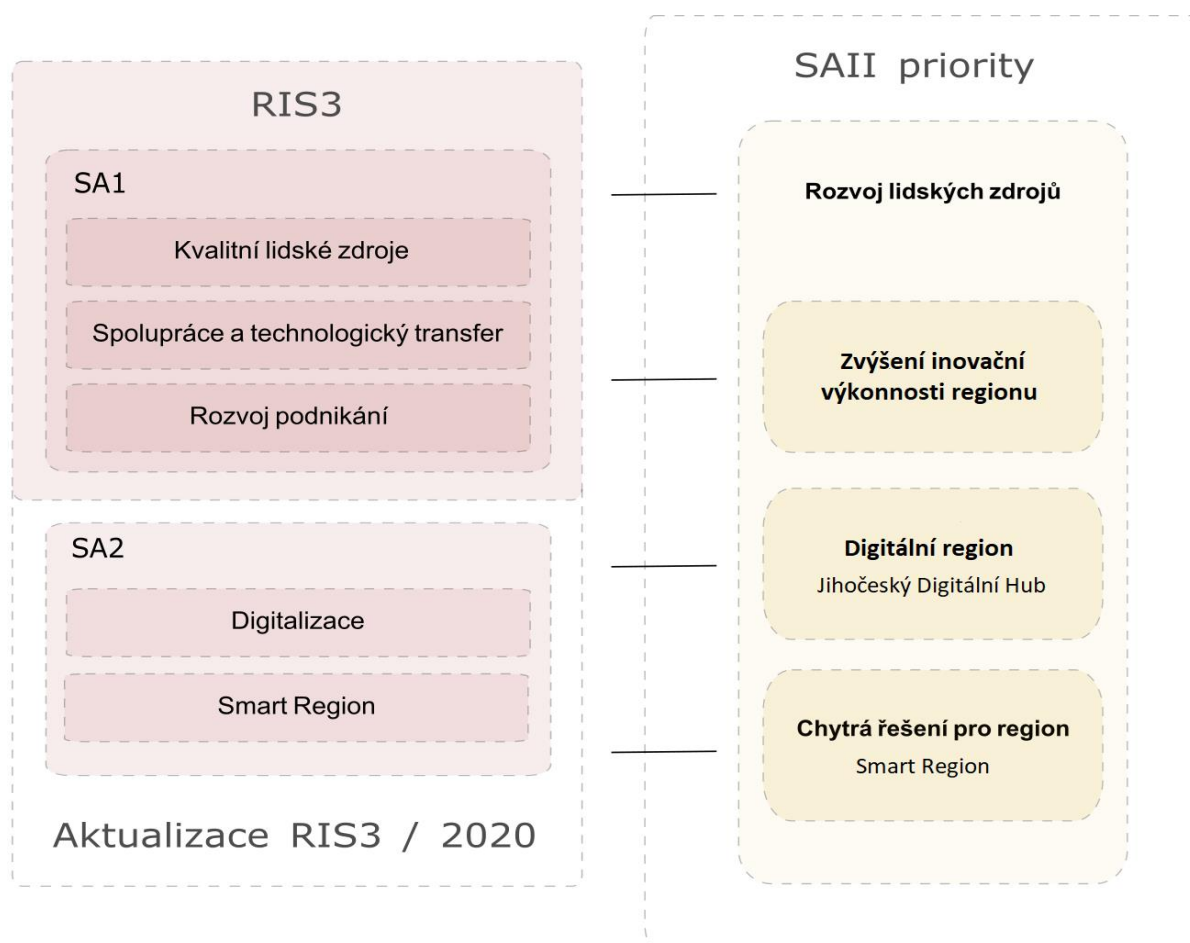 RIS3
SA1
Kvalitní lidské zdroje
Spolupráce a technologický transfer
Rozvoj podnikání
SA2
Digitalizace
Smart Region
Aktualizace RIS3 / 2020
SAII priority
Rozvoj lidských zdrojů
Zvýšení inovační
výkonnosti regionu
Digitální region
Jihočeský Digitální Hub
Chytrá řešení pro region
Smart Region